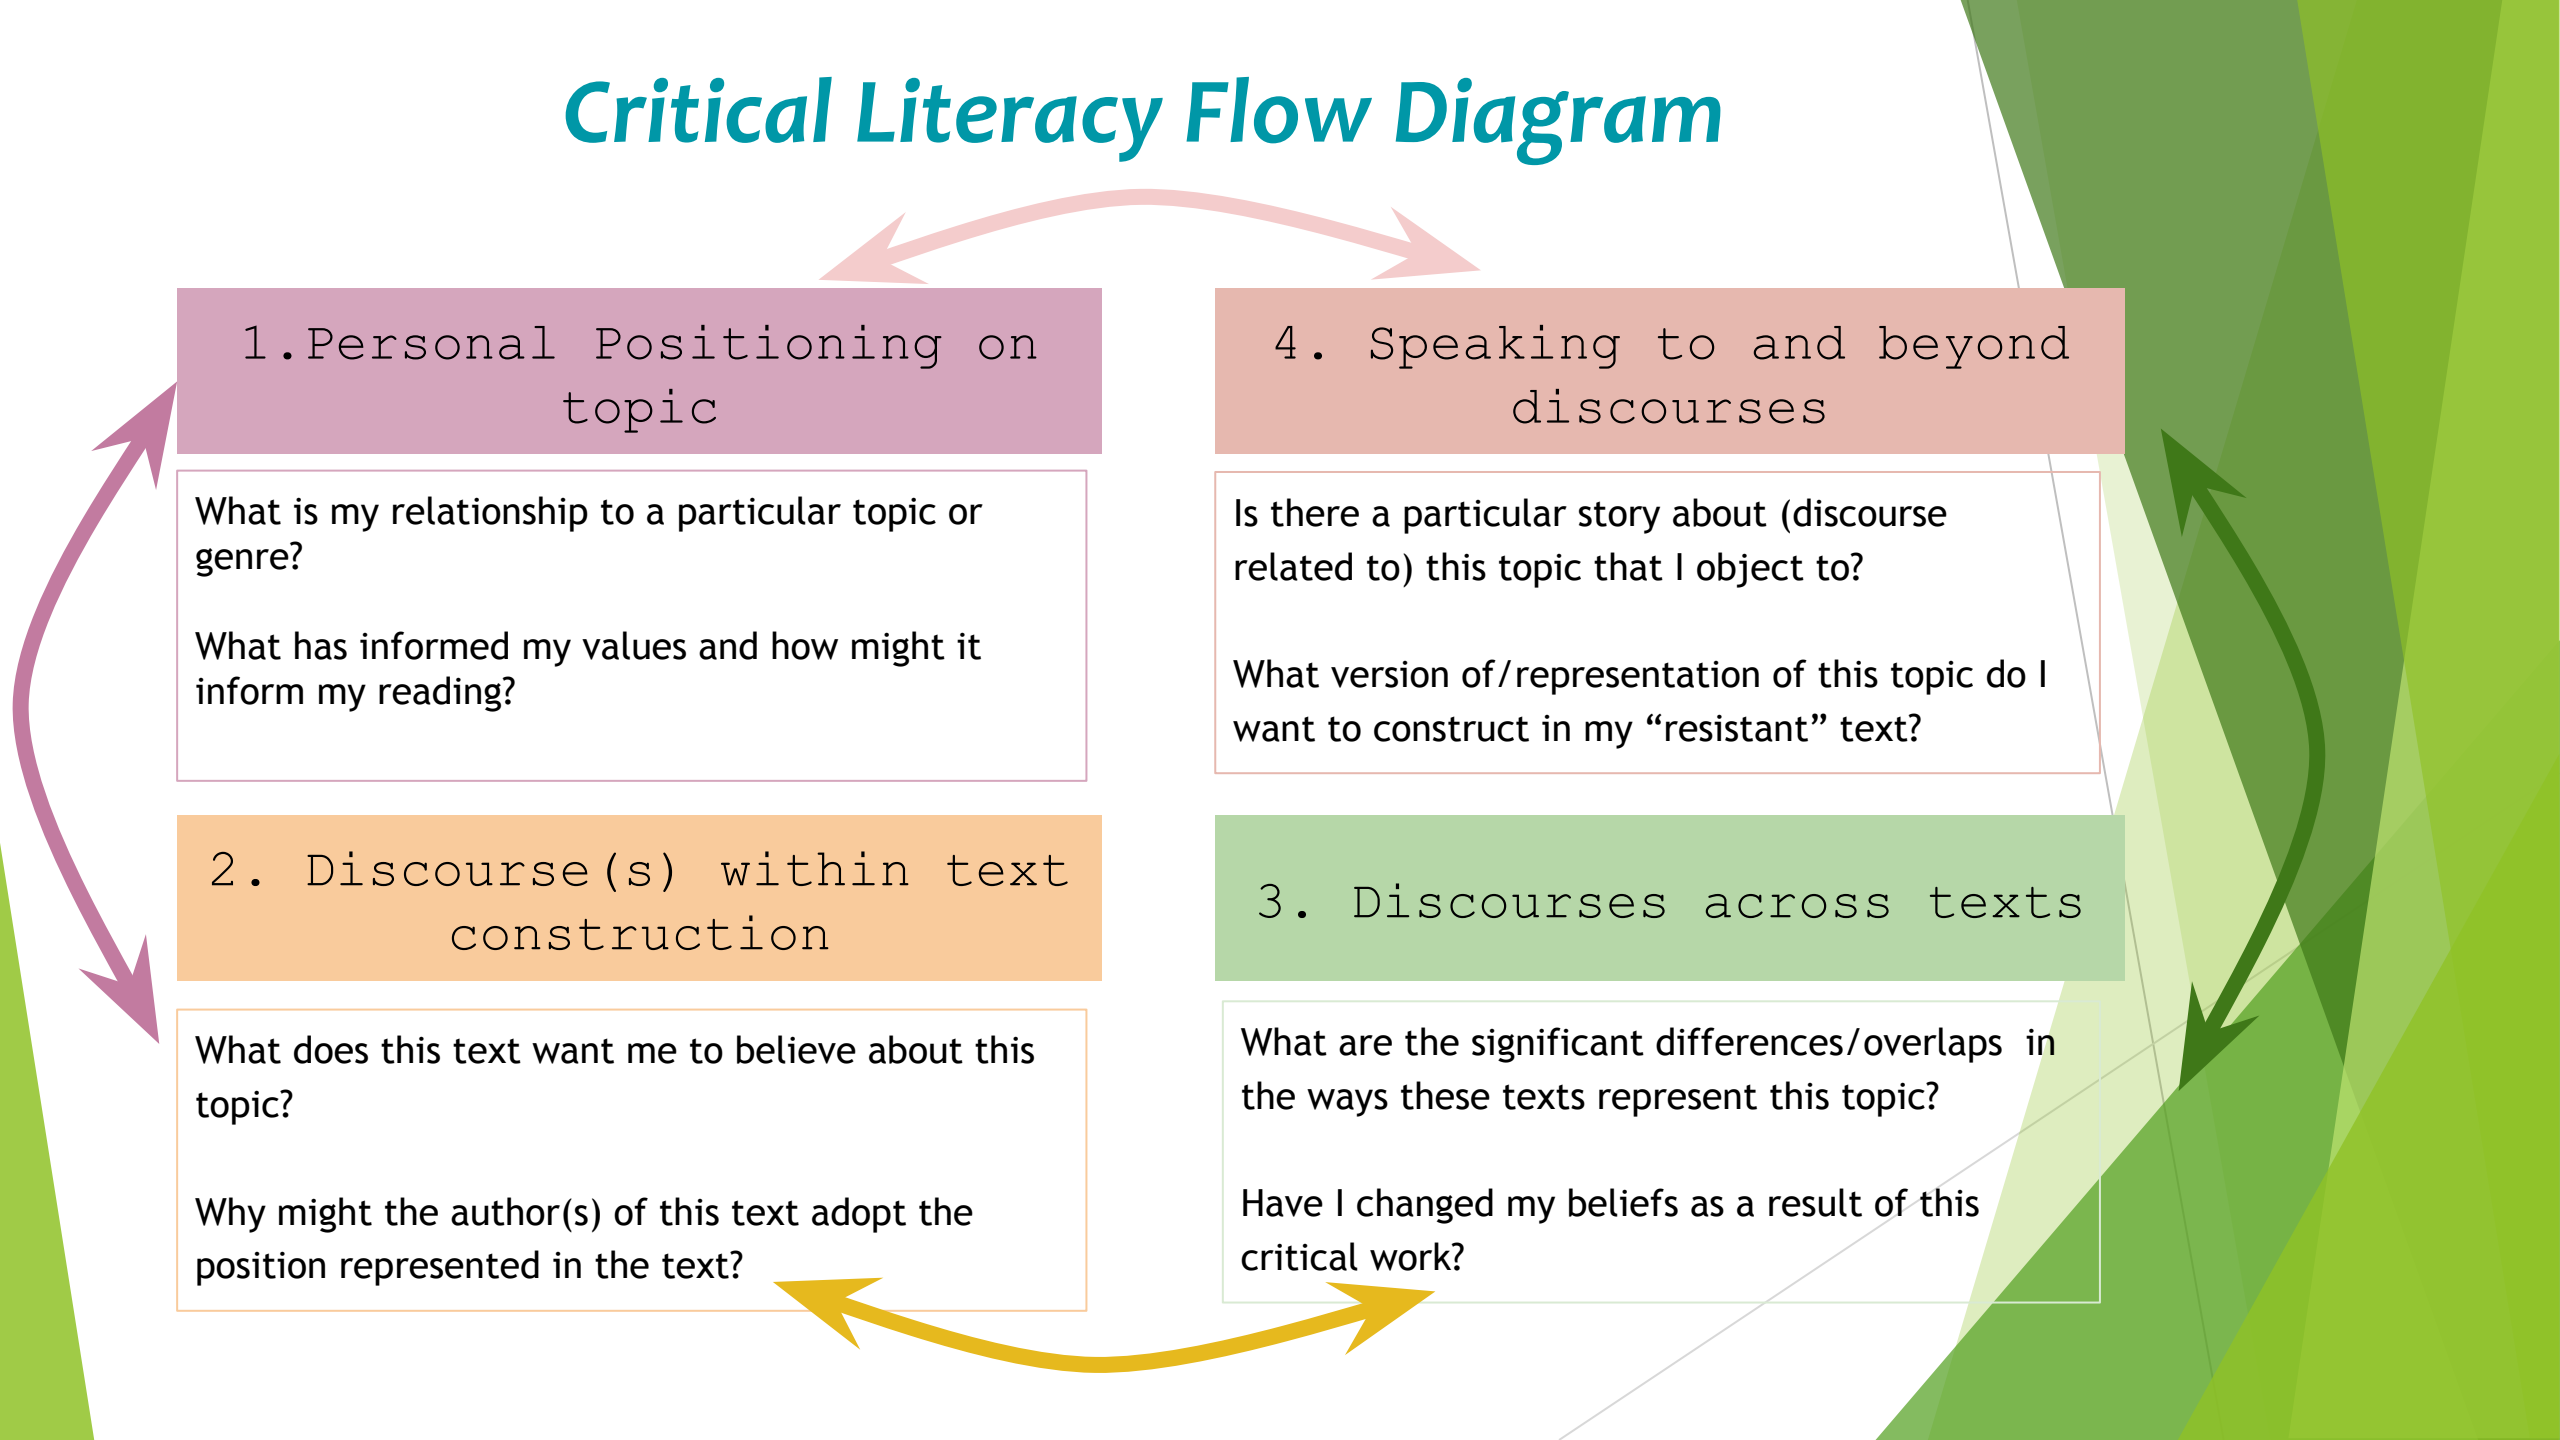 Critical Literacy Flow Diagram
1.Personal Positioning on
topic
What is my relationship to a particular topic or
genre?
What has informed my values and how might it
inform my reading?
2. Discourse(s) within text
construction
What does this text want me to believe about this
topic?
Why might the author(s) of this text adopt the
position represented in the text?
3. Discourses across texts
What are the significant differences/overlaps  in
the ways these texts represent this topic?
Have I changed my beliefs as a result of this
critical work?
4. Speaking to and beyond
discourses
Is there a particular story about (discourse
related to) this topic that I object to?
What version of/representation of this topic do I
want to construct in my “resistant” text?